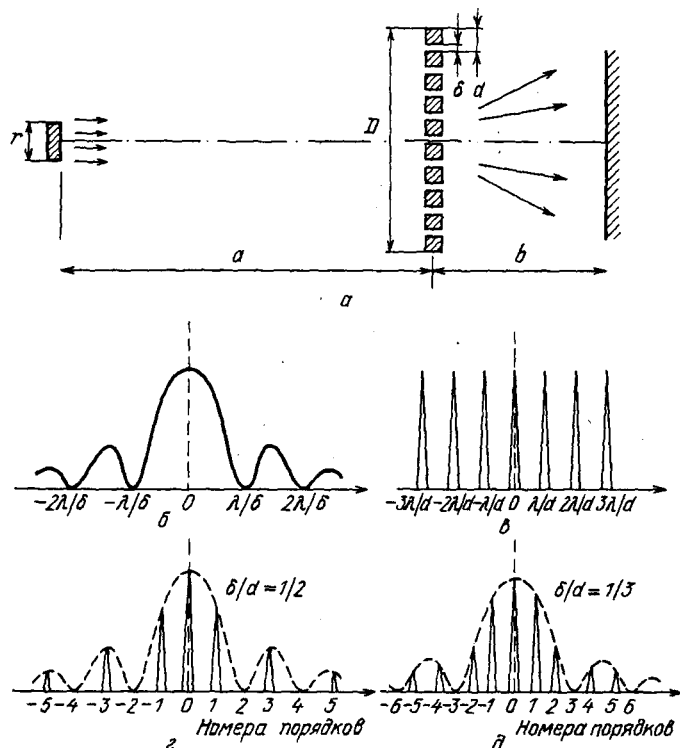 δ d
r
D
a b
а
-2λ/δ -λ/δ 0 λ/δ 2λ/δ
б
-3λ/d -2λ/d -λ/d 0 λ/d 2λ/d 3λ/d
в
δ/d = 1/2
-5 -4 -3 -2 -1 0 1 2 3 4 5
Номера порядков
г
δ/d = 1/3
-6 -5 -4 -3 -2 -1 0 1 2 3 4 5 6
Номера порядков
д